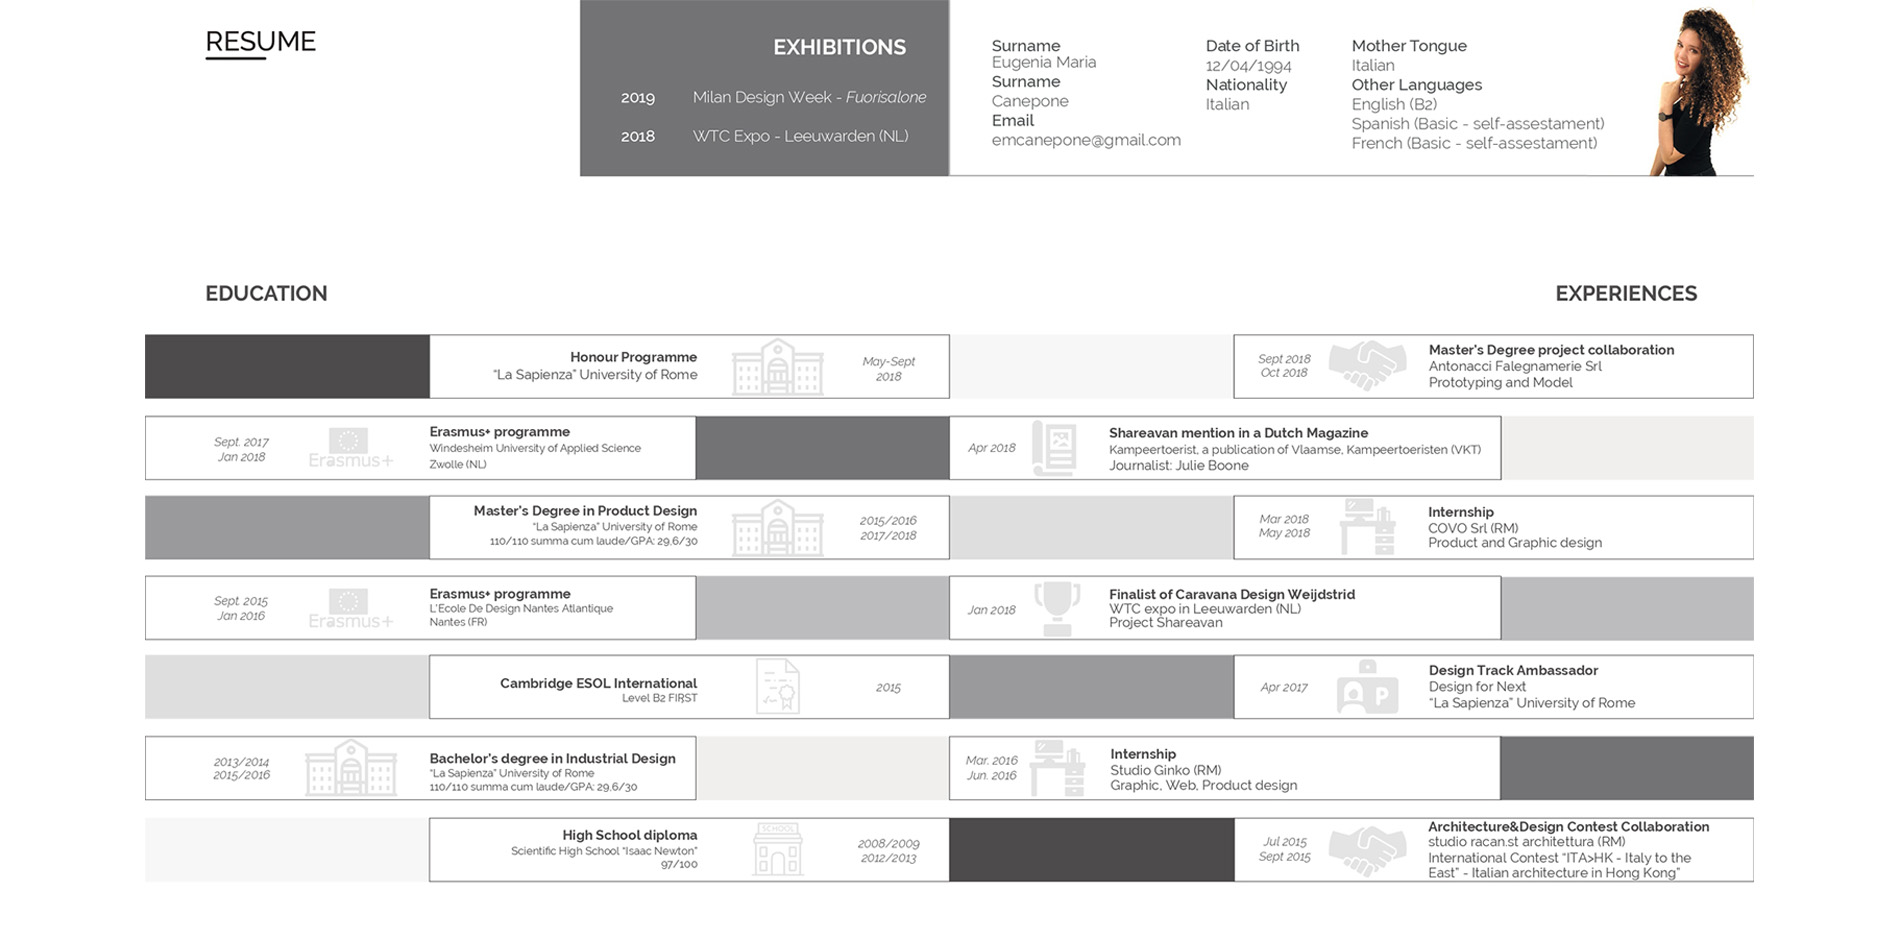 RESUME
EXHIBITIONS
2019 Milan Design Week - Fuorisalone
2018 WTC Expo - Leeuwarden (NL)
Surname
Eugenia Maria
Surname
Canepone
Email
emcanepone@gmail.com
Date of Birth
12/04/1994
Nationality
Italian
Mother Tongue
Italian
Other Languages
English (B2)
Spanish (Basic - self-assestament)
French (Basic - self-assestament)
EDUCATION
Honour Programme
“La Sapienza” University of Rome
May-Sept
2018
Sept. 2017
Jan 2018
Erasmus+
Erasmus+ programme
Windesheim University of Applied Science
Zwolle (NL)
Master's Degree in Product Design
“La Sapienza” University of Rome
110/110 summa cum laude/GPA: 29,6/30
2015/2016
2017/2018
Sept. 2015
Jan 2016
Erasmus+
Erasmus+ programme
L'Ecole De Design Nantes Atlantique
Nantes (FR)
Cambridge ESOL International
Level B2 FIRST
2015
2013/2014
2015/2016
Bachelor's degree in Industrial Design
“La Sapienza” University of Rome
110/110 summa cum laude/GPA: 29,6/30
High School diploma
Scientific High School “Isaac Newton”
97/100
SCHOOL
2008/2009
2012/2013
EXPERIENCES
Sept 2018
Oct 2018
Master's Degree project collaboration
Antonacci Falegnamerie Srl
Prototyping and Model
Apr 2018
Shareavan mention in a Dutch Magazine
Kampeertoerist, a publication of Vlaamse, Kampeertoeristen (VKT)
Journalist: Julie Boone
Mar 2018
May 2018
Internship
COVO Srl (RM)
Product and Graphic design
Jan 2018
Finalist of Caravana Design Weijdstrid
WTC expo in Leeuwarden (NL)
Project Shareavan
Apr 2017
P
Design Track Ambassador
Design for Next
“La Sapienza” University of Rome
Mar. 2016
Jun. 2016
Internship
Studio Ginko (RM)
Graphic, Web, Product design
Jul 2015
Sept 2015
Architecture&Design Contest Collaboration
studio racan.st architettura (RM)
International Contest “ITA>HK - Italy to the
East” - Italian architecture in Hong Kong”